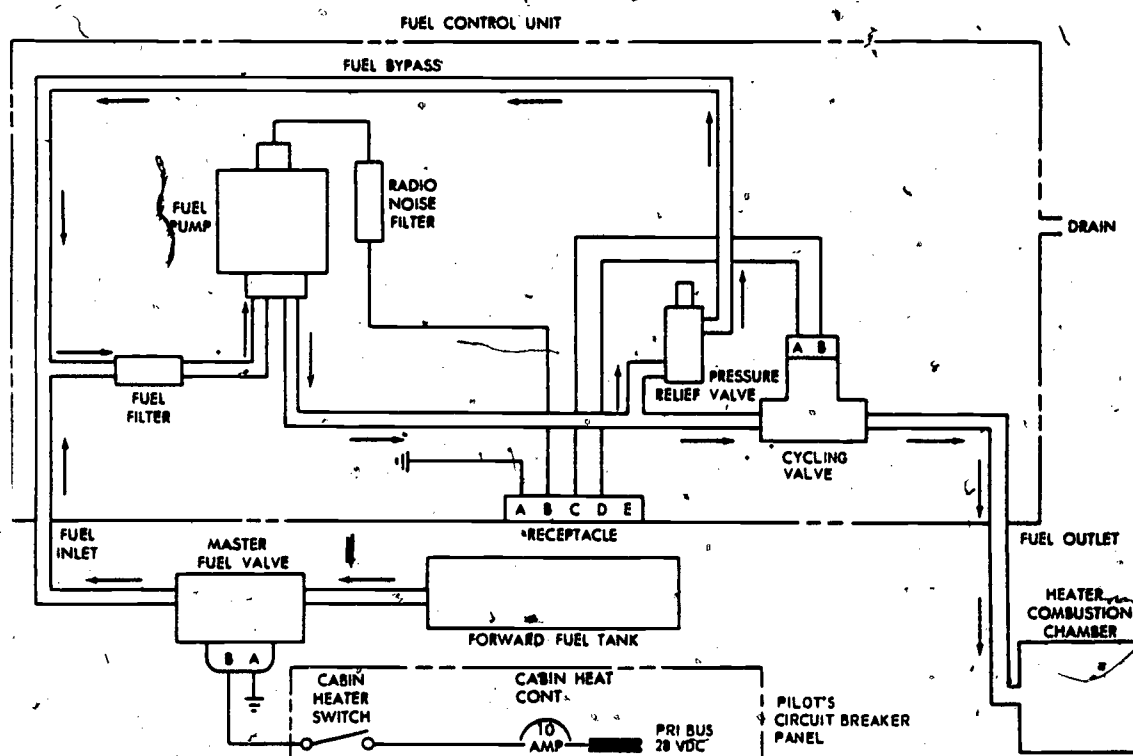 FUEL CONTROL UNIT
FUEL BYPASS
FUEL
PUMP
RADIO
NOISE
FILTER
DRAIN
A B
FUEL
FILTER
PRESSURE
RELIEF VALVE
CYCLING
VALVE
A B C D E
RECEPTACLE
FUEL
INLET
MASTER
FUEL VALVE
FUEL OUTLET
HEATER
COMBUSTION
CHAMBER
FORWARD FUEL TANK
B A
CABIN
HEATER
SWITCH
CABIN HEAT
CONT
10
AMP
PRI BUS
28 VDC
PILOT'S
CIRCUIT BREAKER
PANEL